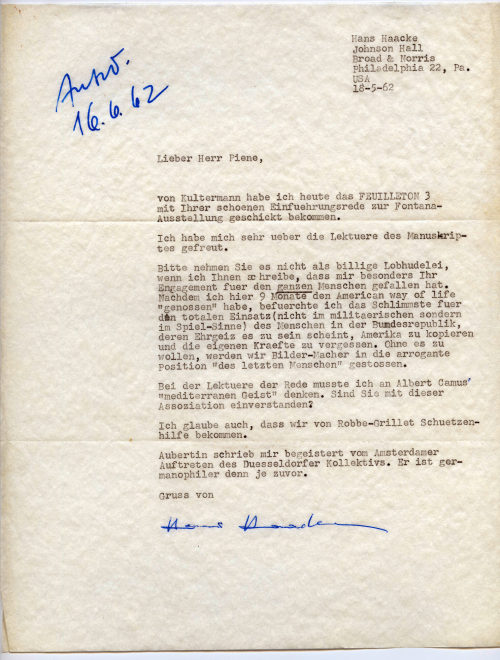 Hans Haacke
Johnson Hall
Broad & Norris
Philadelphia 22, Pa.
USA
18-5-62
Antw.
16.6.62
Lieber Herr Piene,
von Kultermann habe ich heute das FEUILLETON 3
mit Ihrer schoenen Einfuehrungsrede zur Fontana-
Ausstellung geschickt bekommen.
Ich habe mich sehr ueber die Lektuere des Manuskrip-
tes gefreut.
Bitte nehmen Sie es nicht als billige Lobhudelei,
wenn ich Ihnen schreibe, dass mir besonders Ihr
Engagement fuer den ganzen Menschen gefallen hat.
Nachdem ich hier 9 Monate den American way of life
"genossen" habe, befuerchte ich das Schlimmste fuer
den totalen Einsatz(nicht im militaerischen sondern
im Spiel-Sinne) des Menschen in der Bundesrepublik,
deren Ehrgeiz es zu sein scheint, Amerika zu kopieren
und die eigenen Kraefte zu vergessen. Ohne es zu
wollen, werden wir Bilder-Macher in die arrogante
Position "des letzten Menschen" gestossen.
Bei der Lektuere der Rede musste ich an Albert Camus'
"mediterranen Geist" denken. Sind Sie mit dieser
Assoziation einverstanden?
Ich glaube auch, dass wir von Robbe-Grillet Schuetzen-
hilfe bekommen.
Aubertin schrieb mir begeistert vom Amsterdamer
Auftreten des Duesseldorfer Kollektivs. Er ist ger-
manophiler denn je zuvor.
Gruss von
Hans Haacke